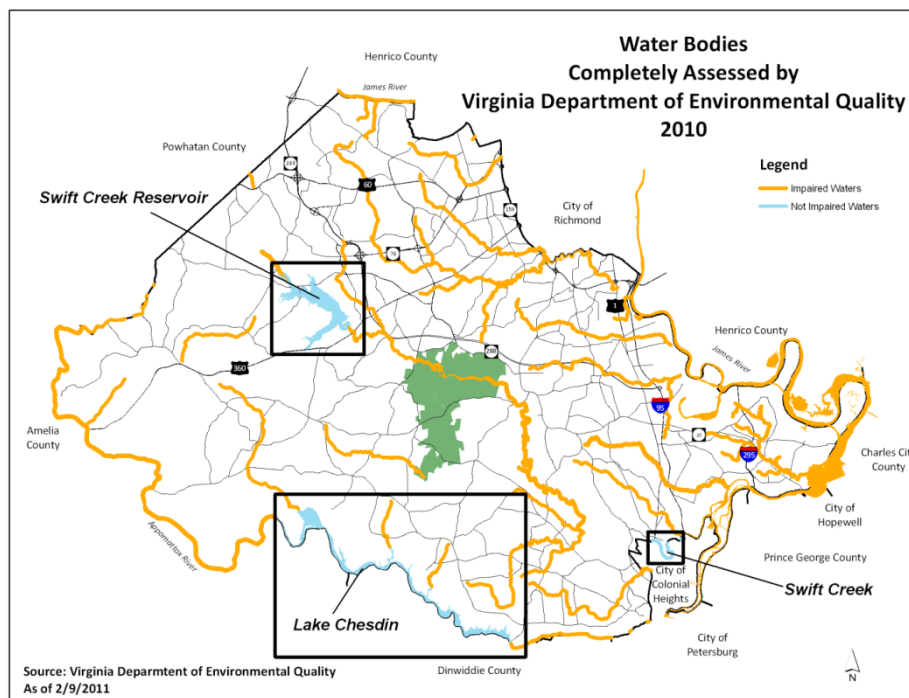 Water Bodies
Completely Assessed by
Virginia Department of Environmental Quality
2010
Legend
Impaired Waters
Not Impaired Waters
Henrico County
James River
Powhatan County
Swift Creek Reservoir
60
City of
Richmond
150
76
1
Henrico County
James River
288
360
95
10
295
Amelia
County
Charles Cit
County
City of
Hopewell
Appomattox River
Prince George County
City of
Colonial
Heights
Swift Creek
Lake Chesdin
City of
Petersburg
Dinwiddie County
Source: Virginia Deparmtent of Environmental Quality
As of 2/9/2011
N